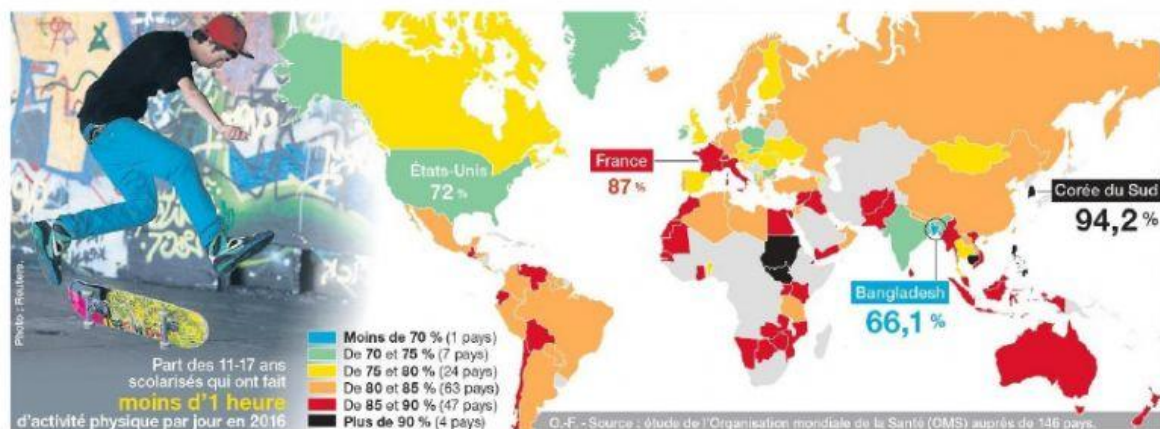 États-Unis
72 %
France
87 %
Corée du Sud
94,2 %
Bangladesh
66,1 %
Photo : Reuters.
Part des 11-17 ans
scolarisés qui ont fait
moins d'1 heure
d'activité physique par jour en 2016
Moins de 70 % (1 pays)
De 70 et 75 % (7 pays)
De 75 et 80 % (24 pays)
De 80 et 85 % (63 pays)
De 85 et 90 % (47 pays)
Plus de 90 % (4 pays)
O.-F. - Source : étude de l'Organisation mondiale de la Santé (OMS) auprès de 146 pays.